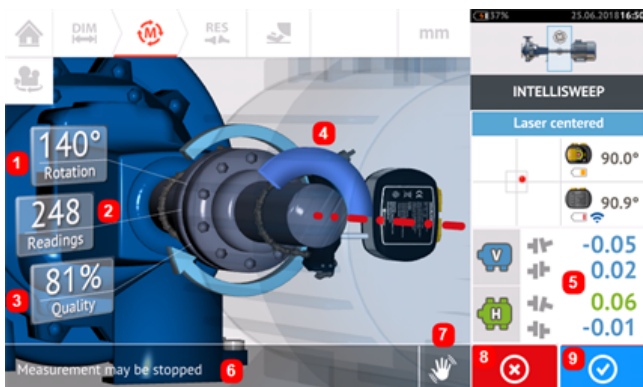 DIM
M
RES
mm
37%
25.06.2018 16:50
INTELLISWEEP
Laser centered
90.0°
90.9°
1
140°
Rotation
2
248
Readings
3
81%
Quality
4
V
-0.05
0.02
5
H
0.06
-0.01
6
Measurement may be stopped
7
8
9